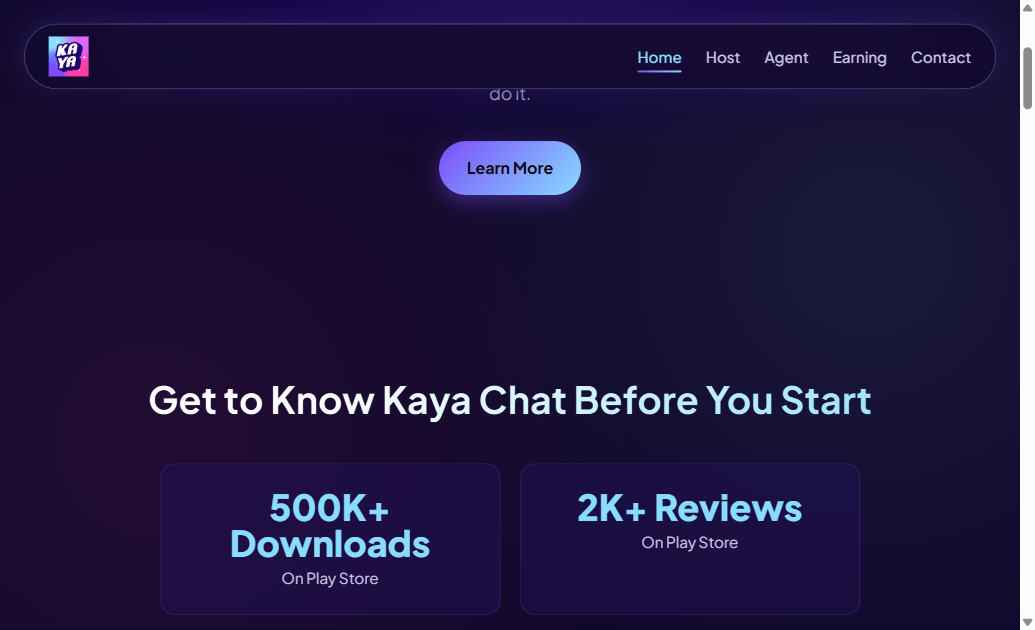 KA
YA
Home Host Agent Earning Contact
do it.
Learn More
Get to Know Kaya Chat Before You Start
500K+
Downloads
On Play Store
2K+ Reviews
On Play Store